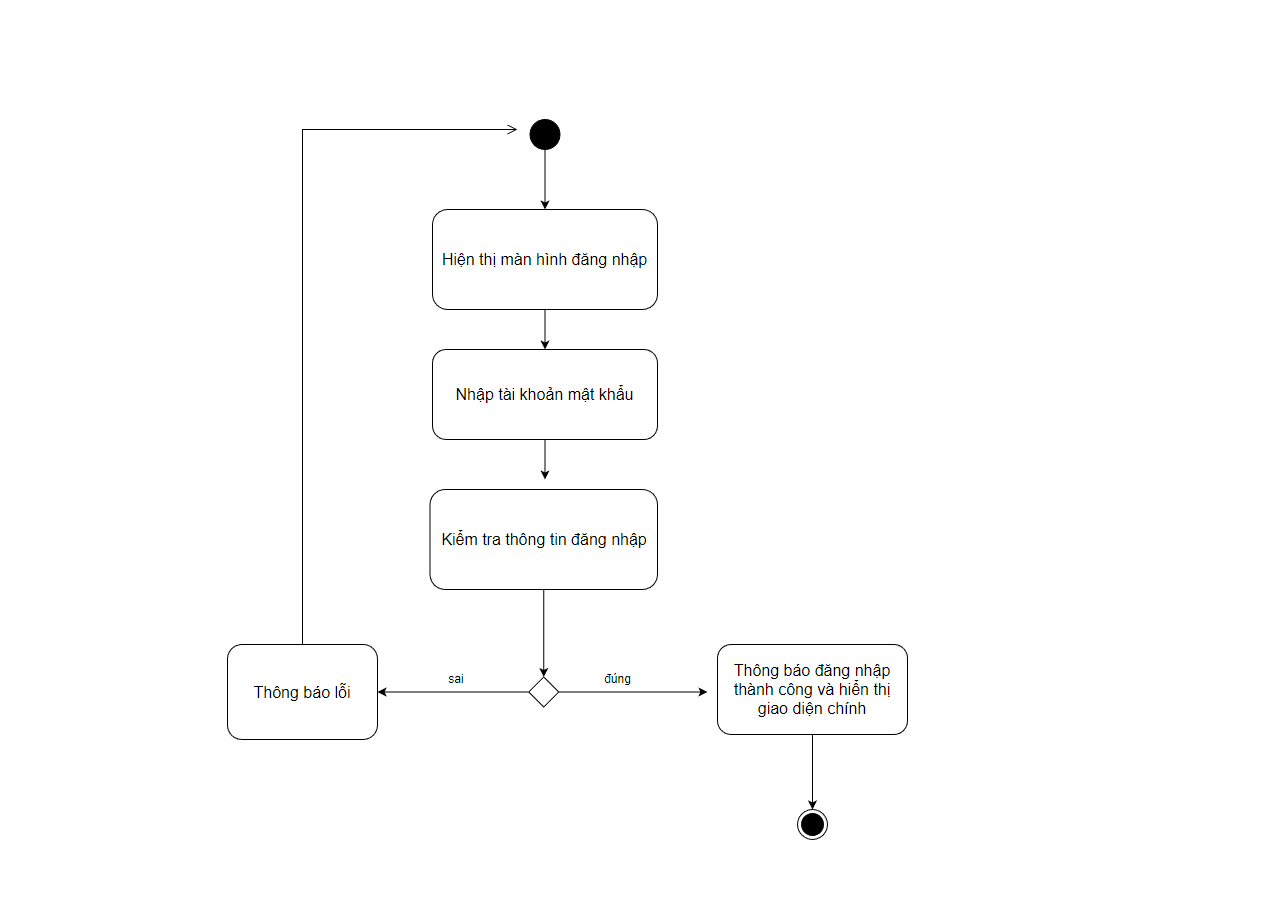 Hiện thị màn hình đăng nhập
Nhập tài khoản mật khẩu
Kiểm tra thông tin đăng nhập
sai
đúng
Thông báo lỗi
Thông báo đăng nhập
thành công và hiển thị
giao diện chính